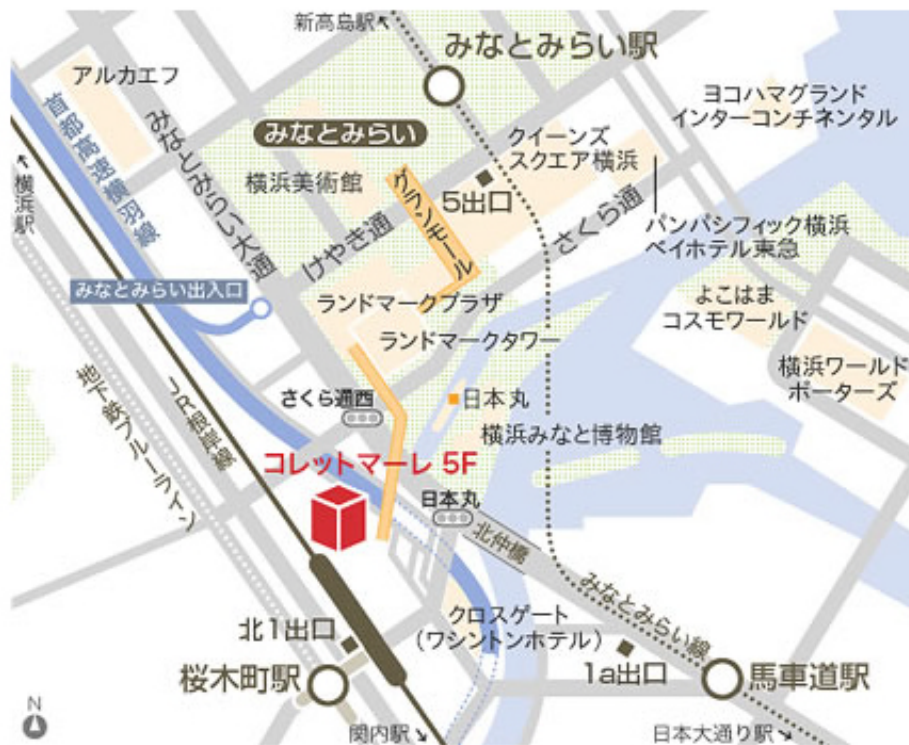 新高島駅↖
みなとみらい駅
アルカエフ
首都高速横羽線
みなとみらい大通
みなとみらい
ヨコハマグランド
インターコンチネンタル
クイーンズ
スクエア横浜
横浜美術館
グランモール
5出口
↖横浜駅
けやき通
さくら通
パンパシフィック横浜
ベイホテル東急
みなとみらい出入口
ランドマークプラザ
よこはま
コスモワールド
ランドマークタワー
横浜ワールド
ポーターズ
地下鉄ブルーライン
JR根岸線
さくら通西
日本丸
横浜みなと博物館
コレットマーレ 5F
日本丸
北仲橋
みなとみらい線
クロスゲート
(ワシントンホテル)
北1出口
1a出口
桜木町駅
馬車道駅
N
関内駅↘
日本大通り駅↘